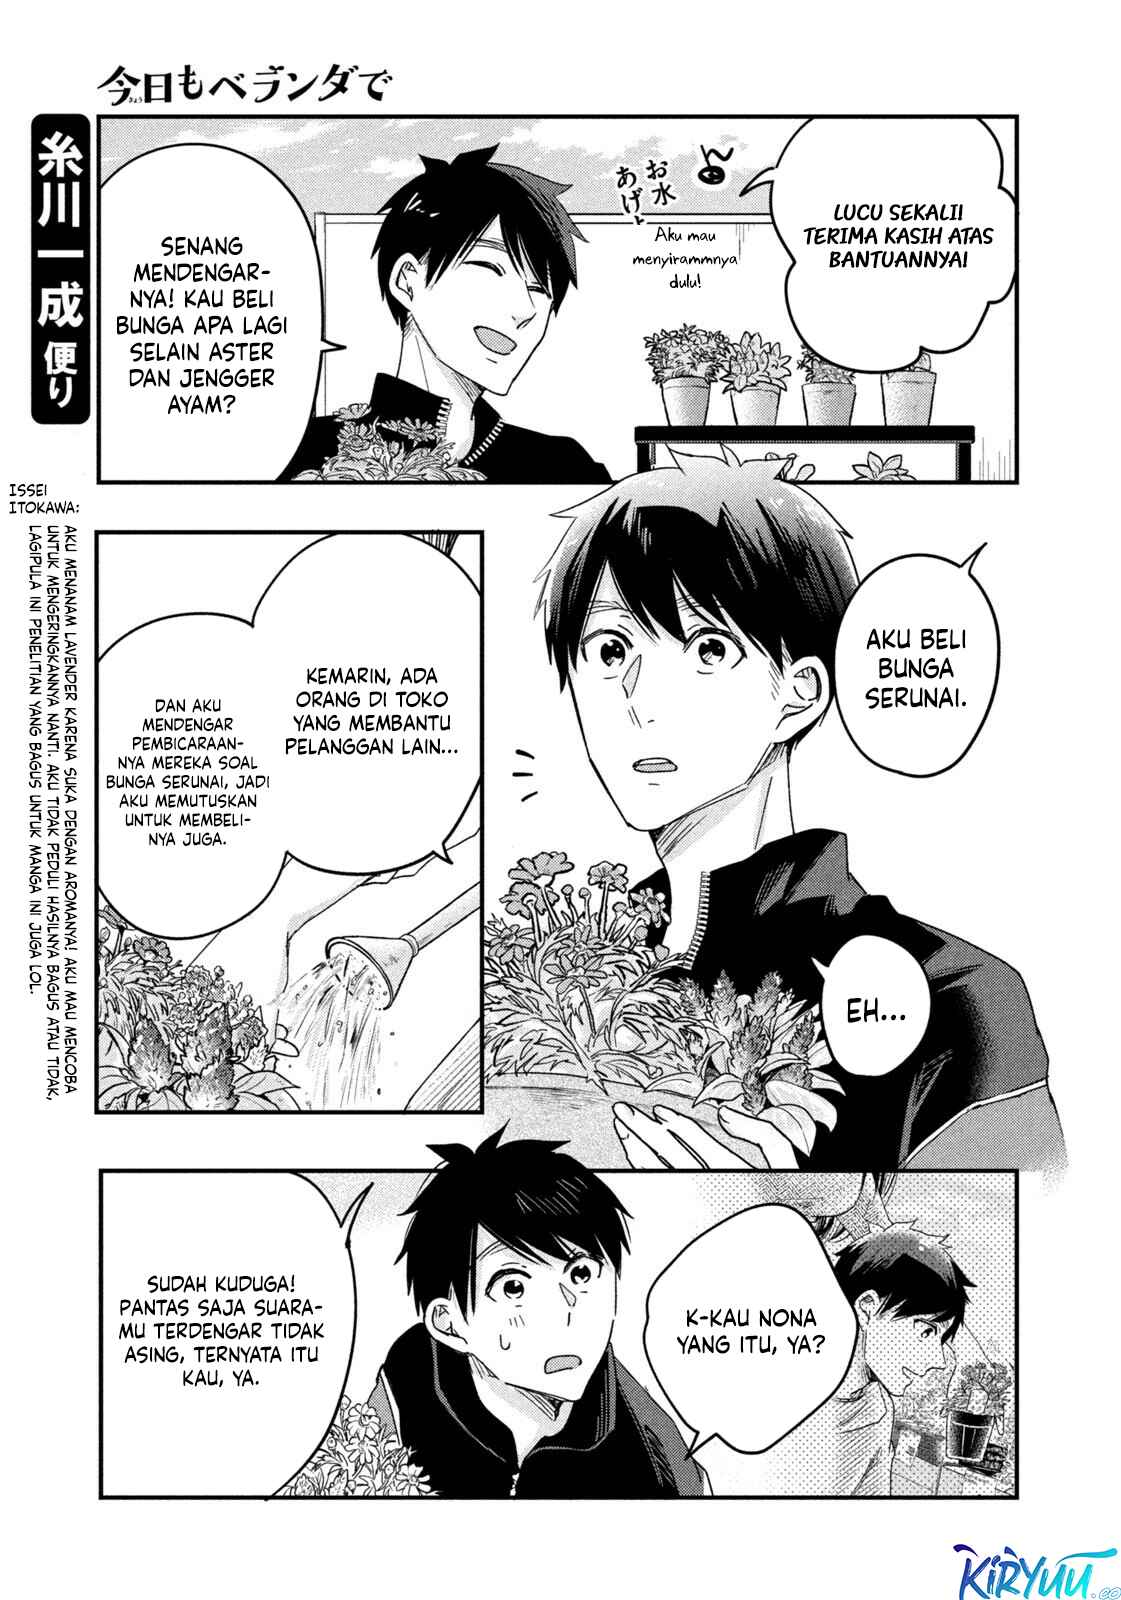 今日もベランダで
きょう
糸川一成便り
LUCU SEKALI!
TERIMA KASIH ATAS
BANTUANNYA!
お水
あげよ
Aku mau
menyirammnya
dulu!
SENANG
MENDENGAR-
NYA! KAU BELI
BUNGA APA LAGI
SELAIN ASTER
DAN JENGGER
AYAM?
ISSEI
ITOKAWA:
AKU MENANAM LAVENDER KARENA SUKA DENGAN AROMANYA! AKU MAU MENCOBA
UNTUK MENGERINGKANNYA NANTI. AKU TIDAK PEDULI HASILNYA BAGUS ATAU TIDAK,
LAGIPULA INI PENELITIAN YANG BAGUS UNTUK MANGA INI JUGA LOL.
AKU BELI
BUNGA
SERUNAI.
EH...
KEMARIN, ADA
ORANG DI TOKO
YANG MEMBANTU
PELANGGAN LAIN...
DAN AKU
MENDENGAR
PEMBICARAAN-
NYA MEREKA SOAL
BUNGA SERUNAI, JADI
AKU MEMUTUSKAN
UNTUK MEMBELI-
NYA JUGA.
K-KAU NONA
YANG ITU, YA?
SUDAH KUDUGA!
PANTAS SAJA SUARA-
MU TERDENGAR TIDAK
ASING, TERNYATA ITU
KAU, YA.
KIRYUU.CO